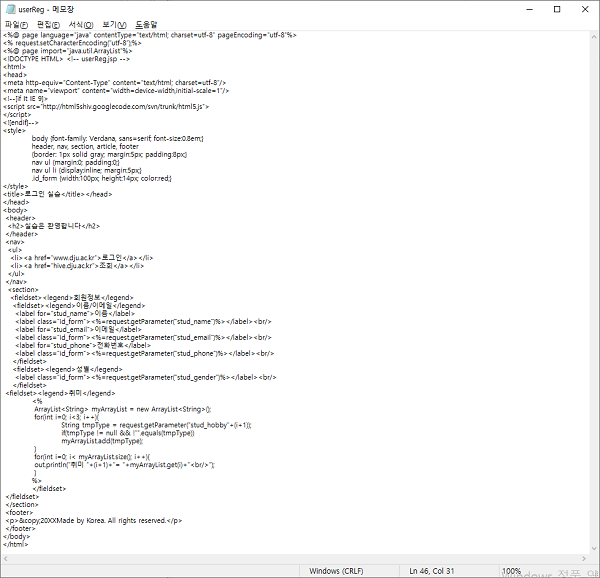 userReg - 메모장
파일(F) 편집(E) 서식(O) 보기(V) 도움말
<%@ page language="java" contentType="text/html; charset=utf-8" pageEncoding="utf-8"%>
<% request.setCharacterEncoding("utf-8");%>
<%@ page import="java.util.ArrayList"%>
<!DOCTYPE HTML> <!-- userReg.jsp -->
<html>
<head>
<meta http-equiv="Content-Type" content="text/html; charset=utf-8"/>
<meta name="viewport" content="width=device-width,initial-scale=1"/>
<!--[if lt IE 9]>
<script src="http://html5shiv.googlecode.com/svn/trunk/html5.js">
</script>
<![endif]-->
<style>
body {font-family: Verdana, sans=serif; font-size:0.8em;}
header, nav, section, article, footer
{border: 1px solid gray; margin:5px; padding:8px;}
nav ul {margin:0; padding:0;}
nav ul li {display:inline; margin:5px;}
.id_form {width:100px; height:14px; color:red;}
</style>
<title>로그인 실습</title></head>
</head>
<body>
<header>
<h2>실습은 환영합니다</h2>
</header>
<nav>
<ul>
<li><a href="www.dju.ac.kr">로그인</a></li>
<li><a href="hive.dju.ac.kr">조회</a></li>
</ul>
</nav>
<section>
<fieldset><legend>회원정보</legend>
<fieldset><legend>이름/이메일</legend>
<label for="stud_name">이름</label>
<label class="id_form"><%=request.getParameter("stud_name")%></label><br/>
<label for="stud_email">이메일</label>
<label class="id_form"><%=request.getParameter("stud_email")%></label><br/>
<label for="stud_phone">전화번호</label>
<label class="id_form"><%=request.getParameter("stud_phone")%></label><br/>
</fieldset>
<fieldset><legend>성별</legend>
<label class="id_form"><%=request.getParameter("stud_gender")%></label><br/>
</fieldset>
<fieldset><legend>취미</legend>
<%
ArrayList<String> myArrayList = new ArrayList<String>();
for(int i=0; i<3; i++){
String tmpType = request.getParameter("stud_hobby"+(i+1));
if(tmpType != null && !"".equals(tmpType))
myArrayList.add(tmpType);
}
for(int i=0; i< myArrayList.size(); i++){
out.println("취미 "+(i+1)+"= "+myArrayList.get(i)+"<br/>");
}
%>
</fieldset>
</fieldset>
</section>
<footer>
<p>&copy;20XXMade by Korea. All rights reserved.</p>
</footer>
</body>
</html>
Windows (CRLF) Ln 46, Col 31 100%